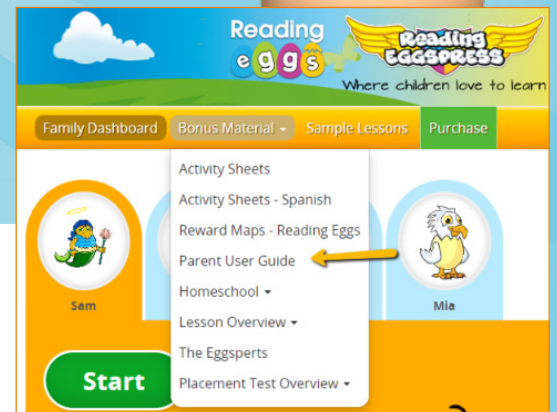 Reading
eggs
Reading
EGGSPRESS
Where children love to learn
Family Dashboard Bonus Material Sample Lessons Purchase
Activity Sheets
Activity Sheets - Spanish
Reward Maps - Reading Eggs
Parent User Guide
Homeschool
Lesson Overview
The Eggsperts
Placement Test Overview
Sam
Mia
Start